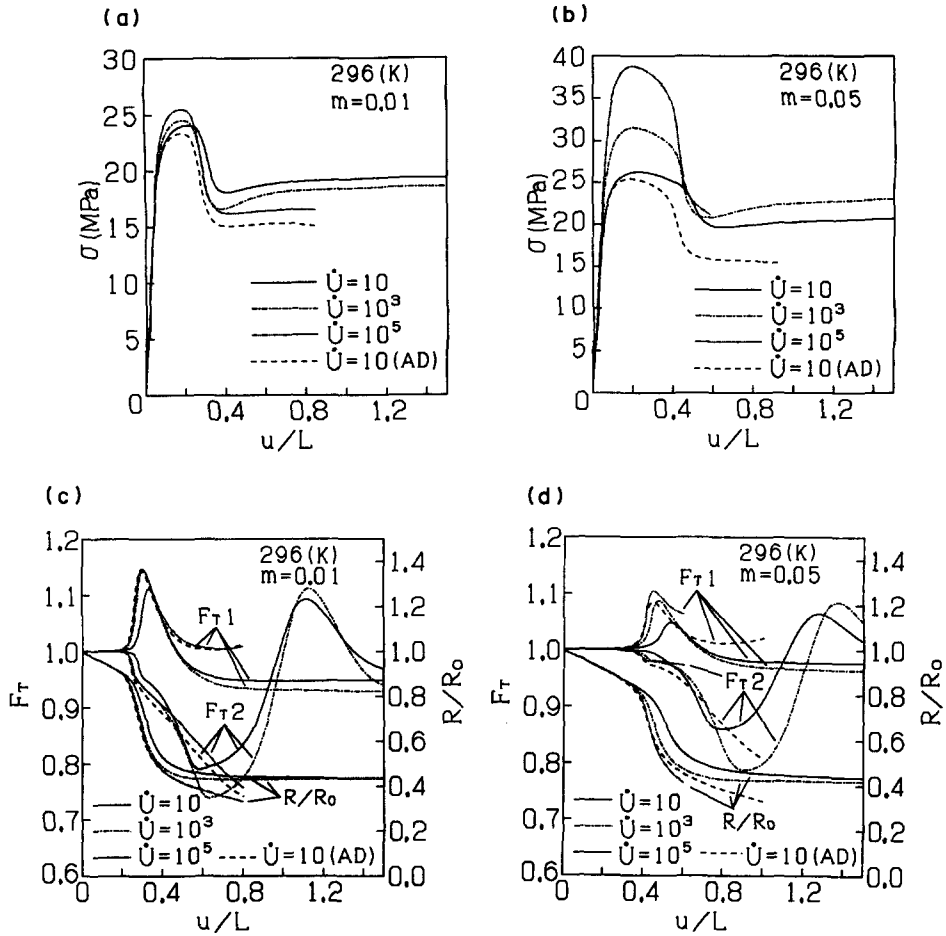 (a)
296(K)
m=0.01
σ(MPa)
30
25
20
15
10
5
0
0.4
0.8
1.2
u/L
U̇=10
U̇=10³
U̇=10⁵
U̇=10(AD)
(b)
296(K)
m=0.05
σ(MPa)
40
35
30
25
20
15
10
5
0
0
0.4
0.8
1.2
u/L
U̇=10
U̇=10³
U̇=10⁵
U̇=10(AD)
(c)
296(K)
m=0.01
F_T
1.2
1.1
1.0
0.9
0.8
0.7
0.6
R/R₀
1.4
1.2
1.0
0.8
0.6
0.4
0.2
0.0
F_T1
F_T2
R/R₀
U̇=10
U̇=10³
U̇=10⁵
U̇=10(AD)
0.0
0.4
0.8
1.2
u/L
(d)
296(K)
m=0.05
F_T
1.2
1.1
1.0
0.9
0.8
0.7
0.6
R/R₀
1.4
1.2
1.0
0.8
0.6
0.4
0.2
0.0
F_T1
F_T2
R/R₀
U̇=10
U̇=10³
U̇=10⁵
U̇=10(AD)
0.0
0.4
0.8
1.2
u/L